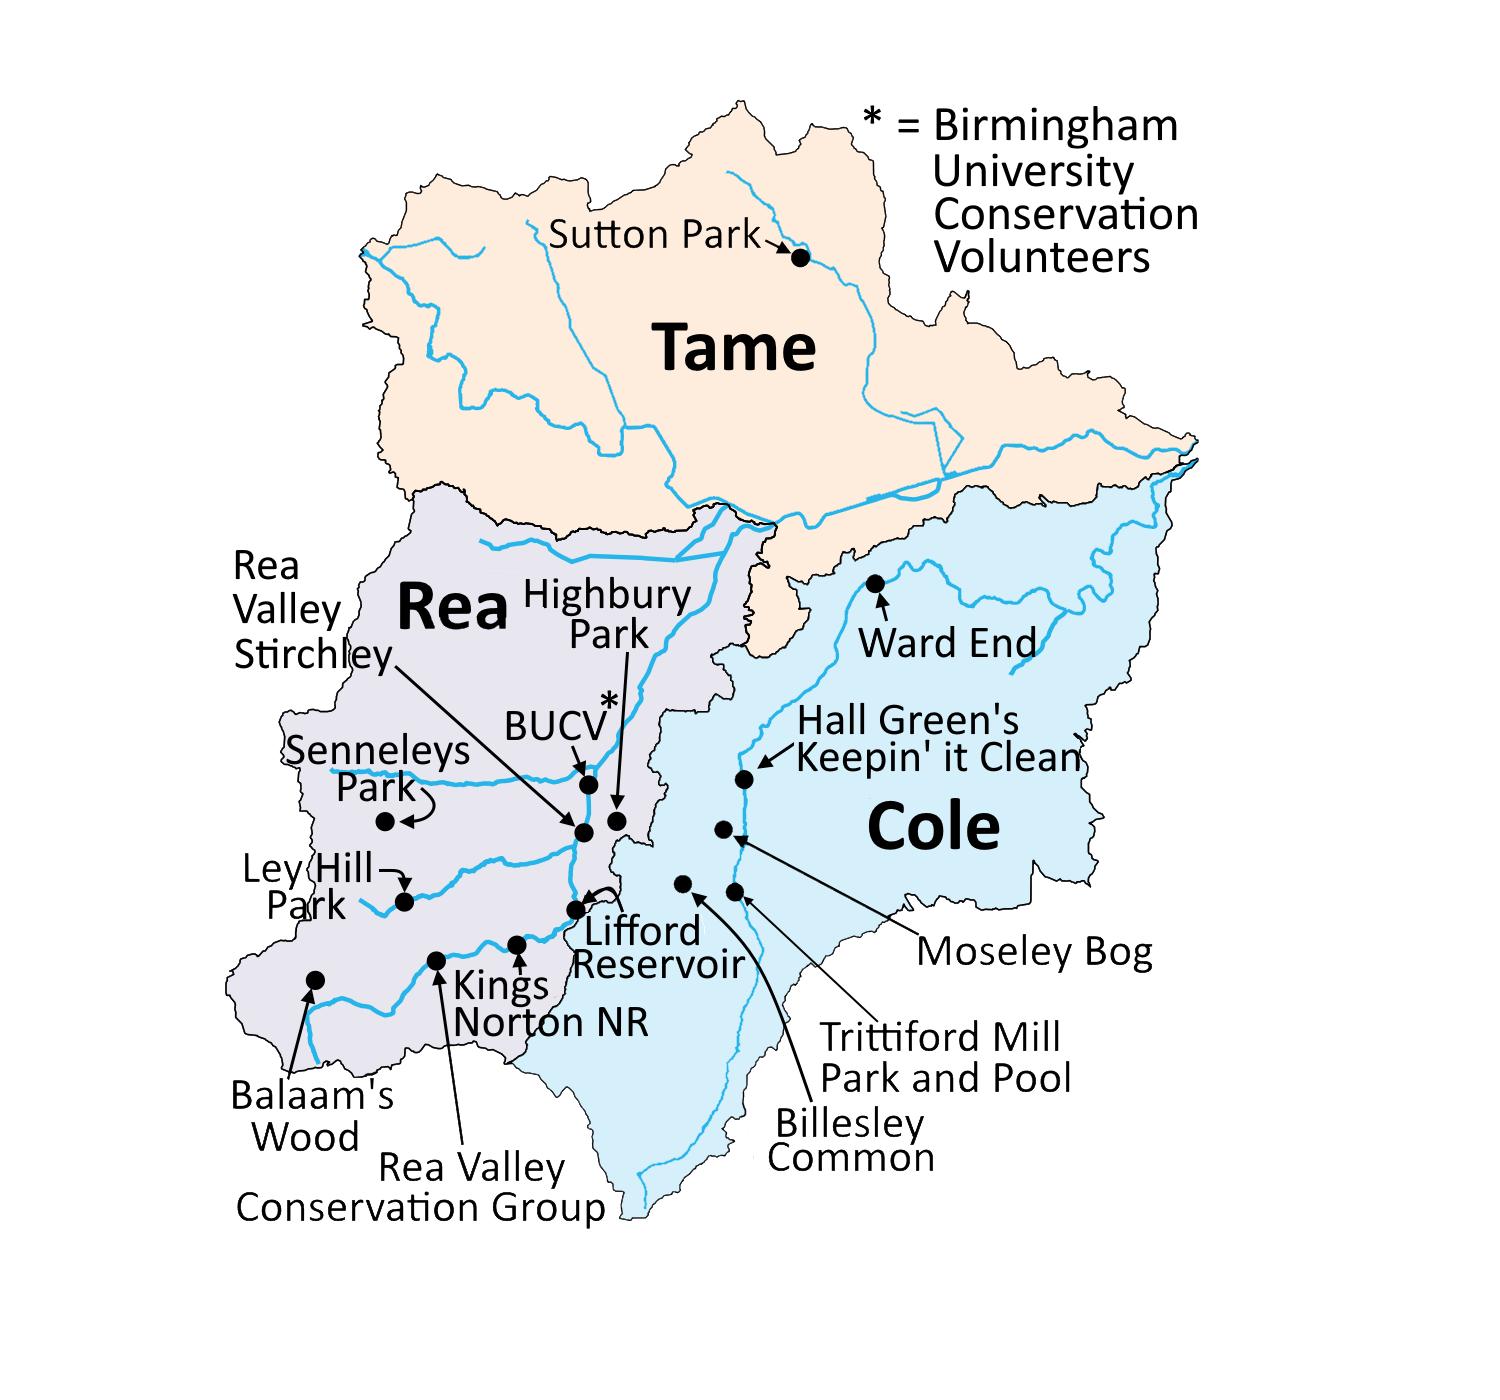 * = Birmingham
University
Conservation
Volunteers
Sutton Park
Tame
Rea
Valley
Stirchley
Rea
Highbury
Park
Ward End
BUCV*
Hall Green's
Keepin' it Clean
Senneleys
Park
Cole
Ley Hill
Park
Lifford
Reservoir
Moseley Bog
Kings
Norton NR
Trittiford Mill
Park and Pool
Balaam's
Wood
Billesley
Common
Rea Valley
Conservation Group